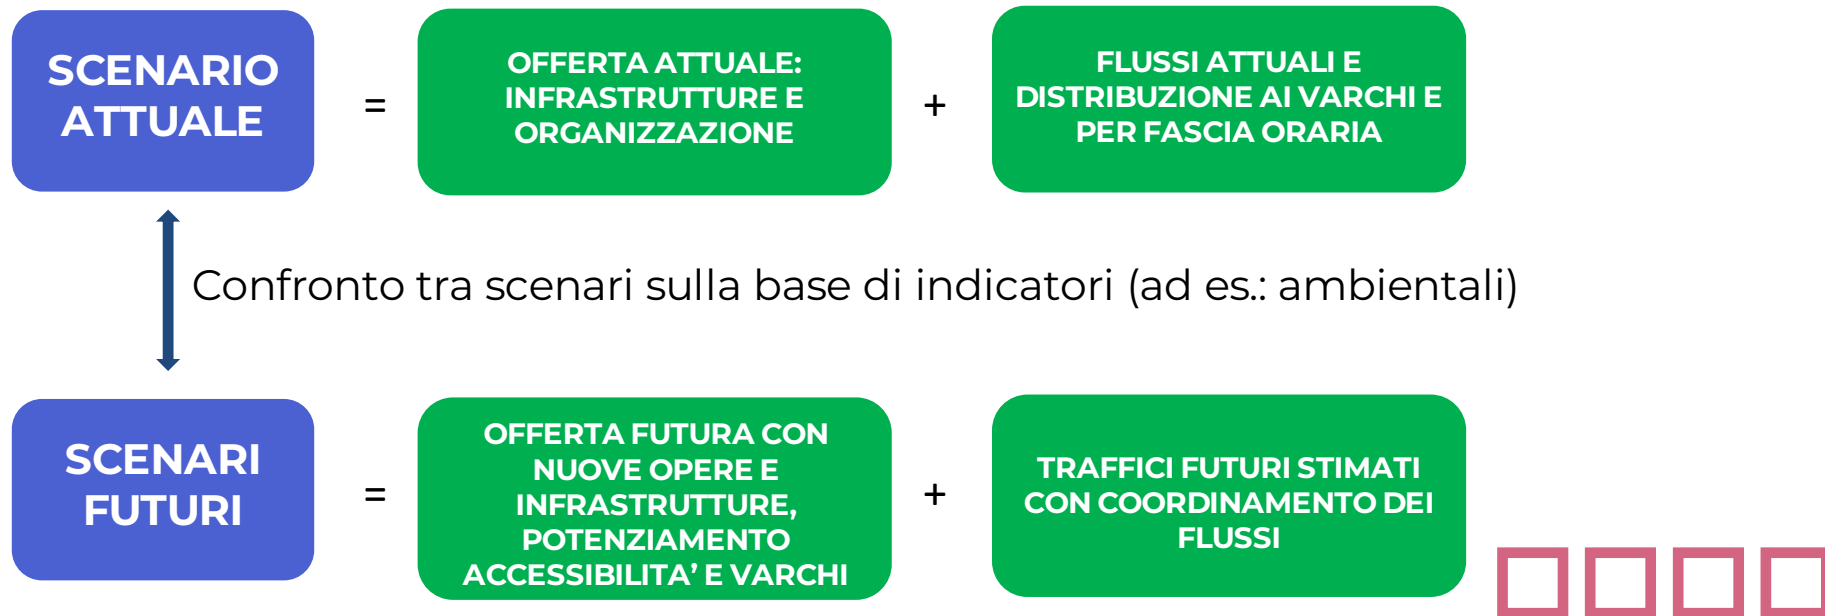 SCENARIO
ATTUALE
=
OFFERTA ATTUALE:
INFRASTRUTTURE E
ORGANIZZAZIONE
+
FLUSSI ATTUALI E
DISTRIBUZIONE AI VARCHI E
PER FASCIA ORARIA
Confronto tra scenari sulla base di indicatori (ad es.: ambientali)
SCENARI
FUTURI
=
OFFERTA FUTURA CON
NUOVE OPERE E
INFRASTRUTTURE,
POTENZIAMENTO
ACCESSIBILITA’ E VARCHI
+
TRAFFICI FUTURI STIMATI
CON COORDINAMENTO DEI
FLUSSI